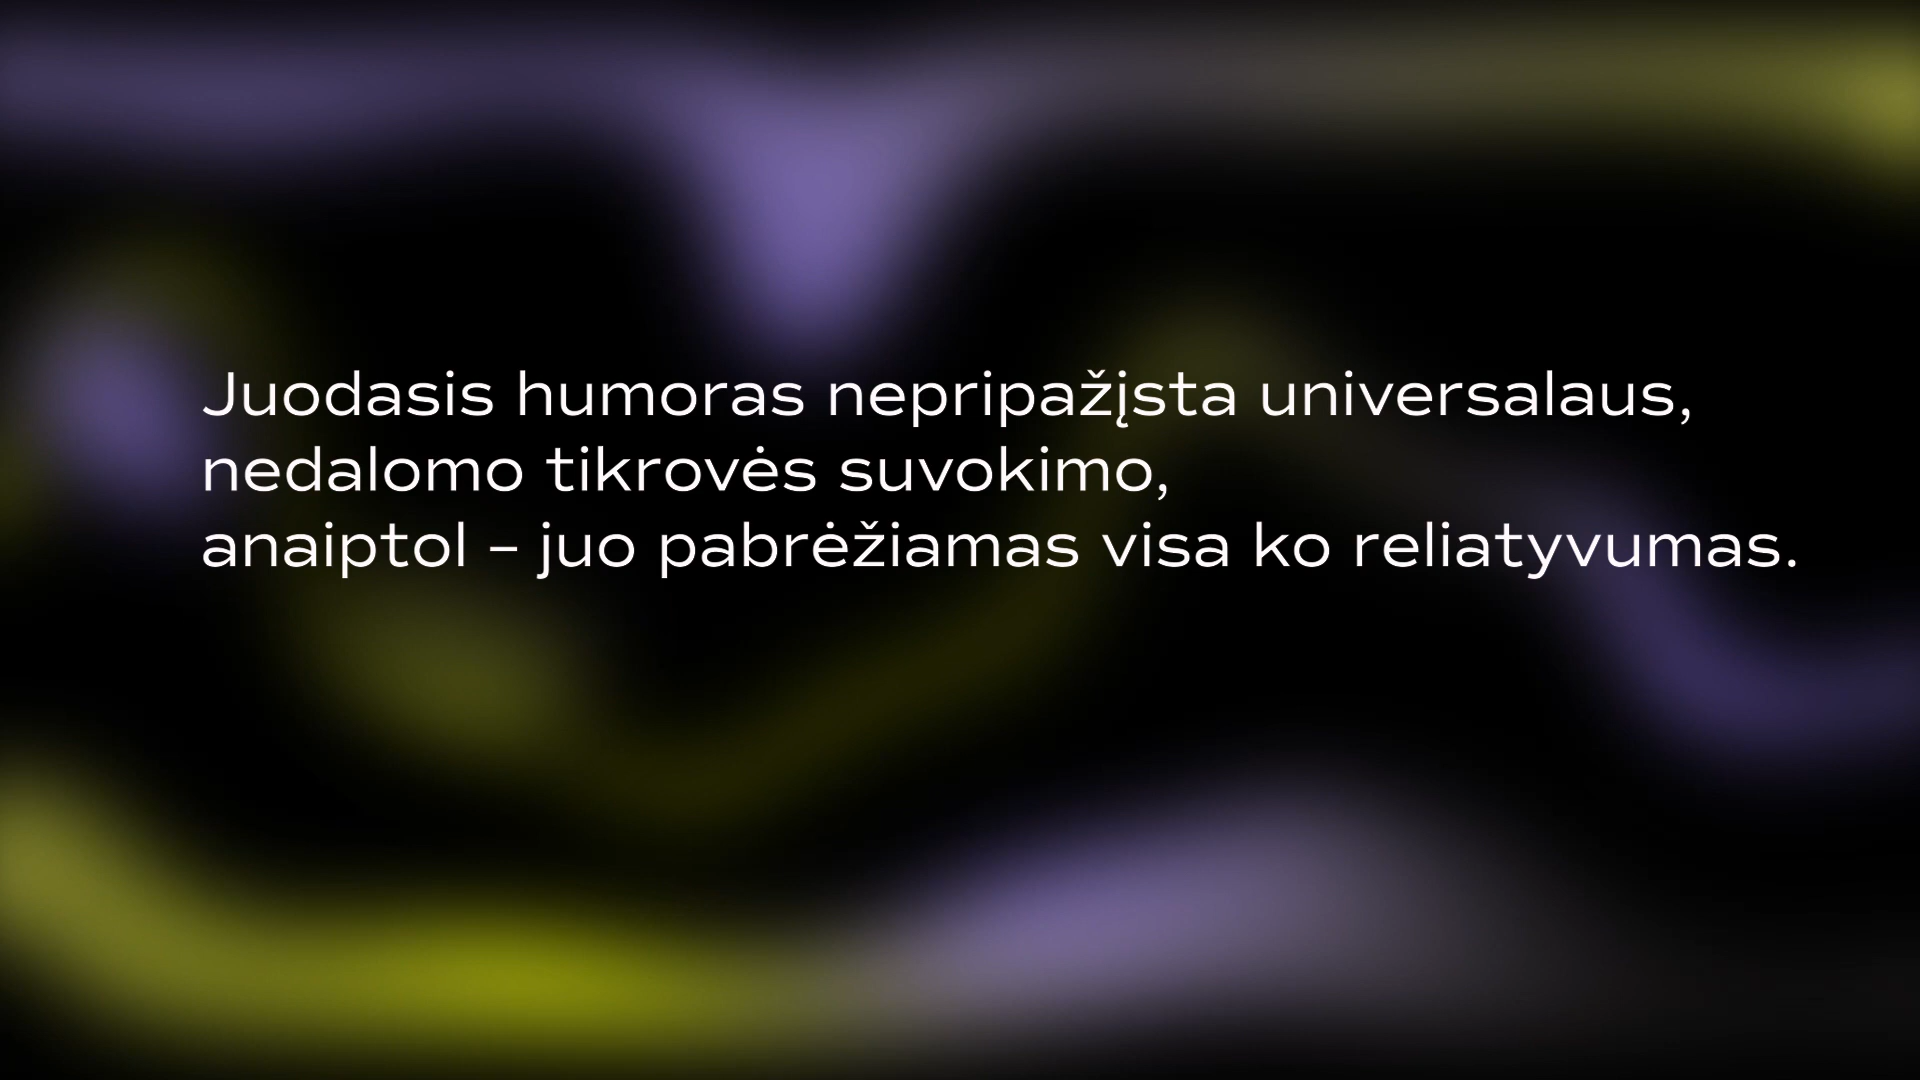 Juodasis humoras nepripažįsta universalaus,
nedalomo tikrovės suvokimo,
anaiptol – juo pabrėžiamas visa ko reliatyvumas.